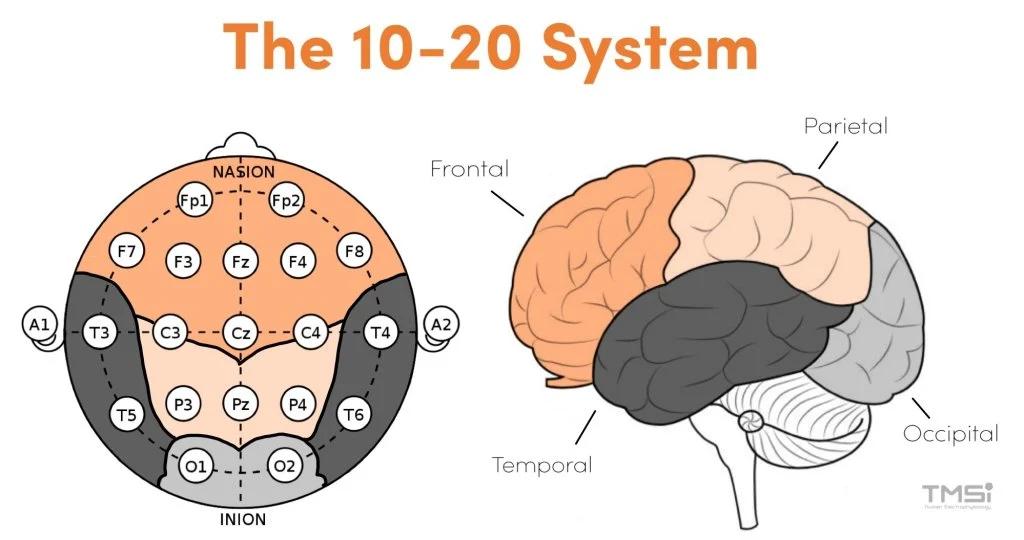 The 10-20 System
NASION
Fp1 Fp2
F7 F3 Fz F4 F8
A1 T3 C3 Cz C4 T4 A2
T5 P3 Pz P4 T6
O1 O2
INION
Frontal
Parietal
Temporal
Occipital
TMSi